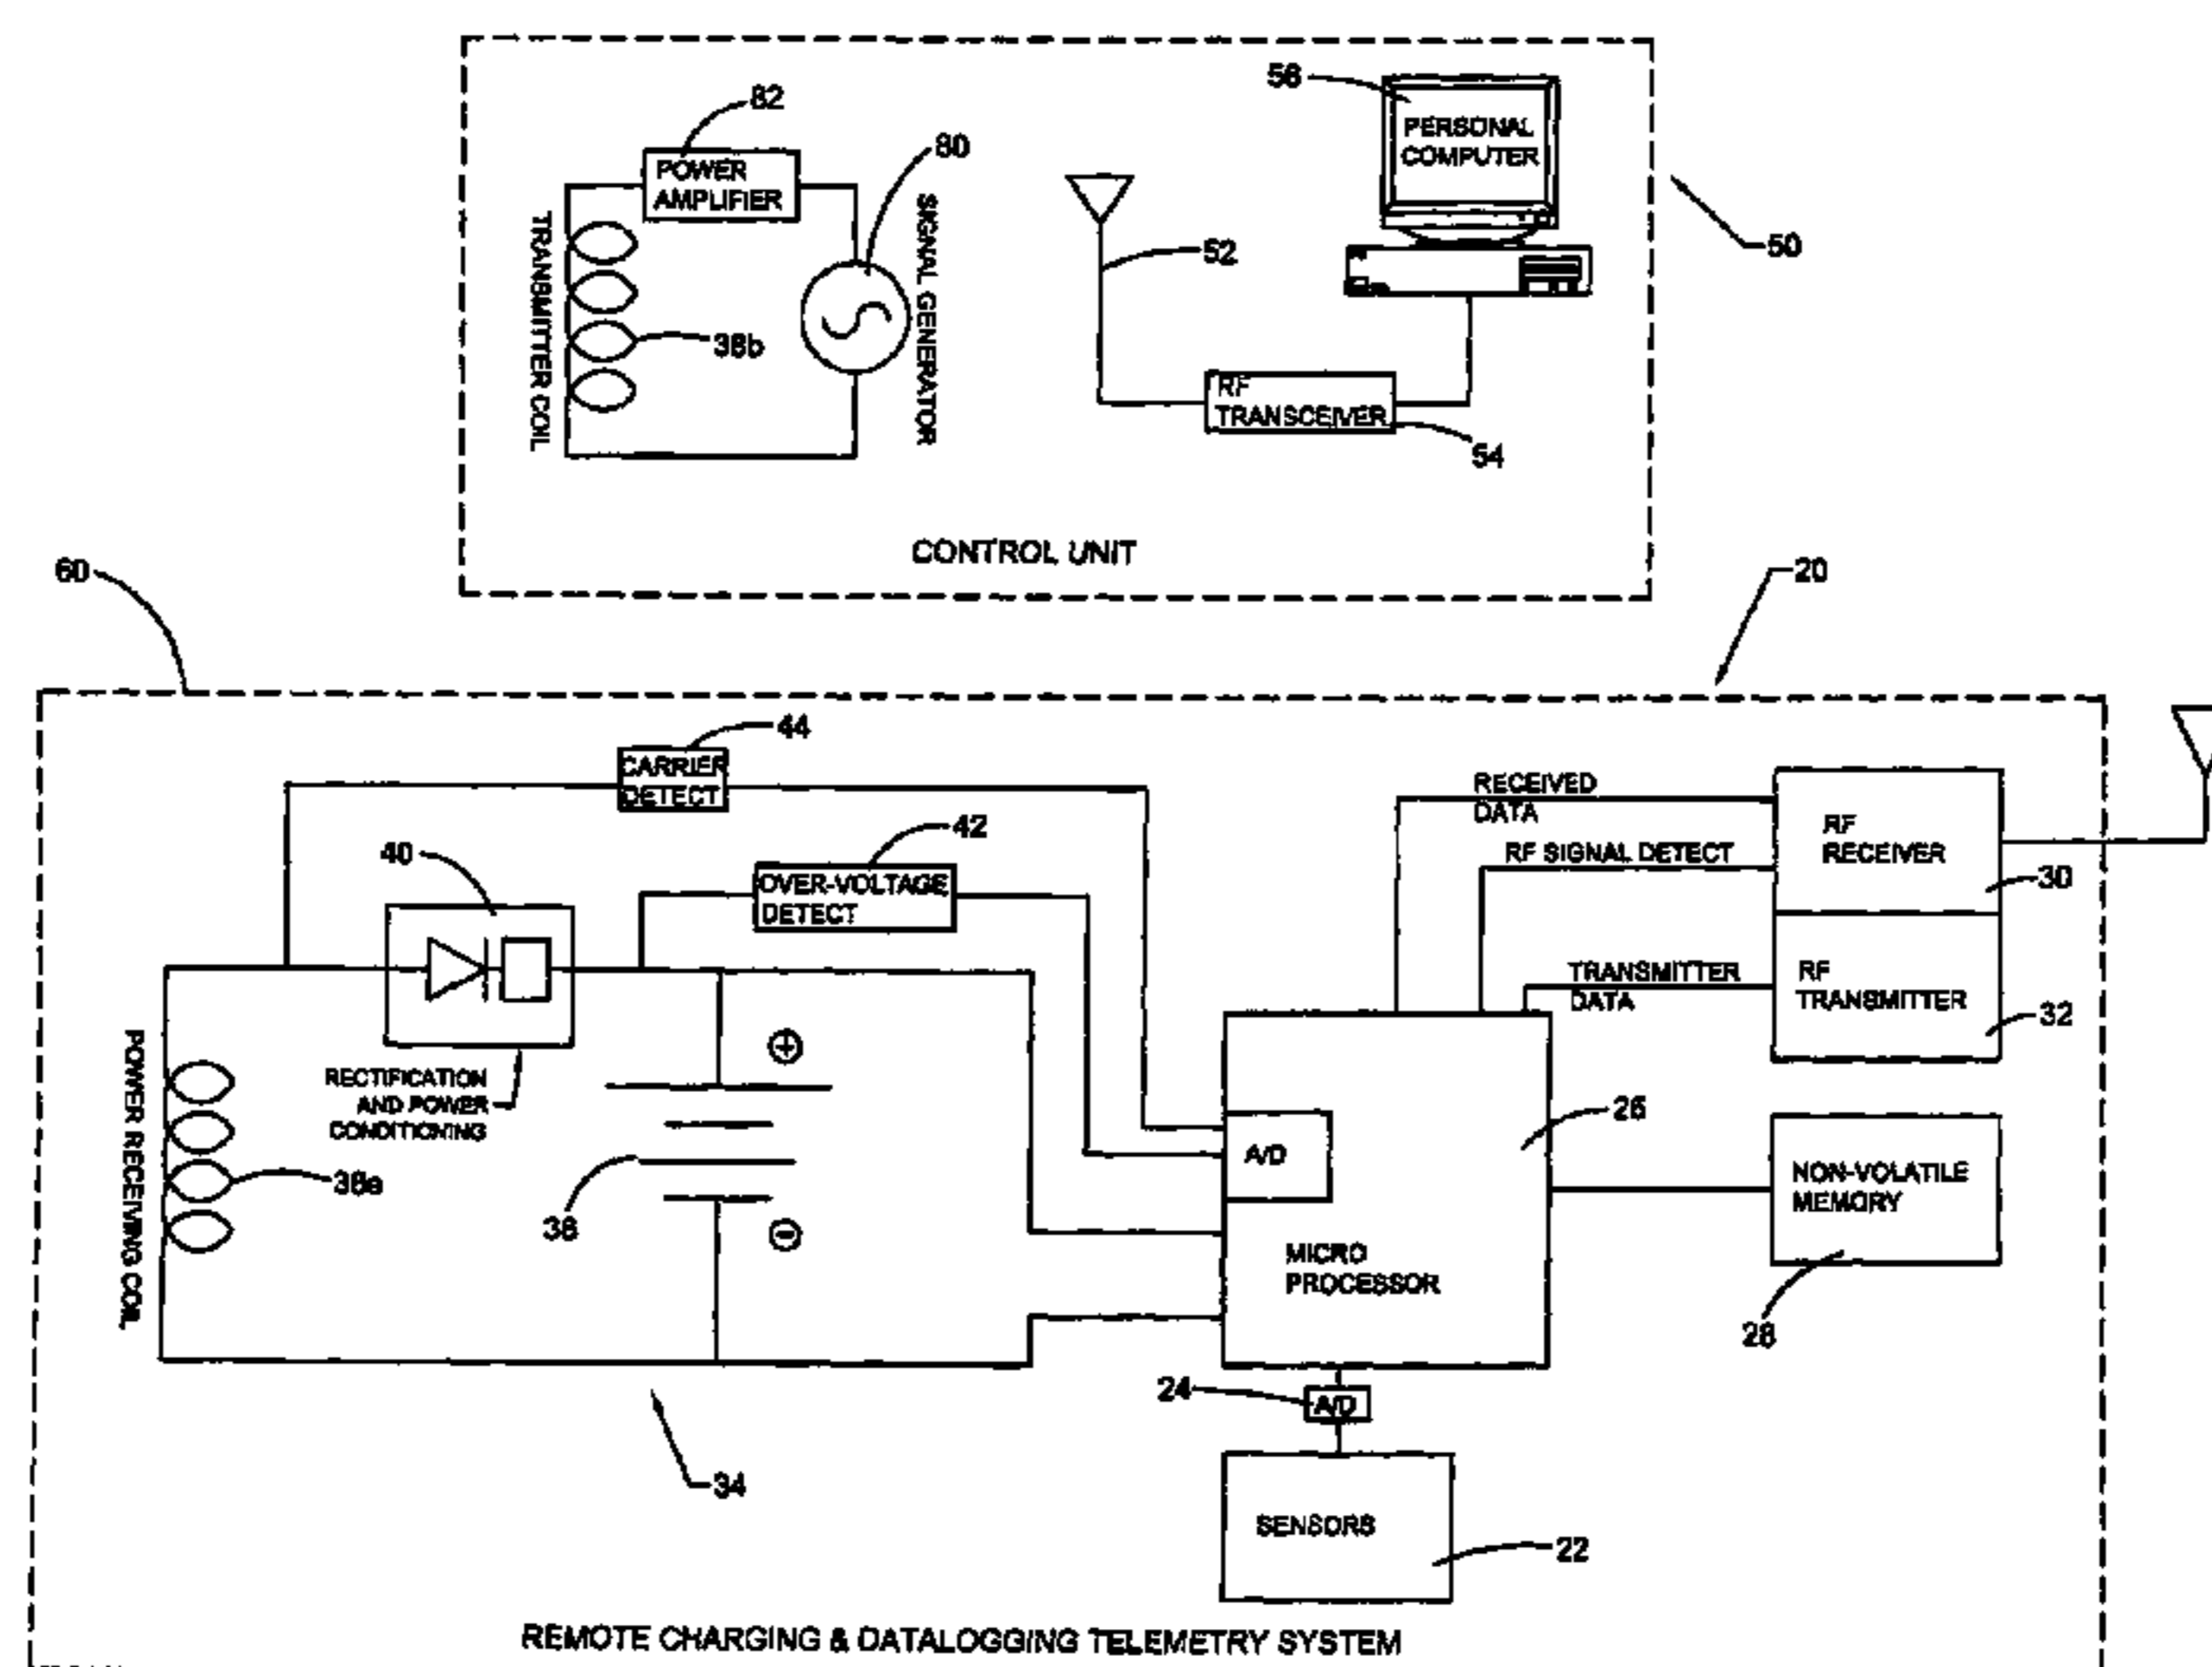 82
58
PERSONAL
COMPUTER
POWER
AMPLIFIER
80
TRANSMITTER COIL
SIGNAL GENERATOR
52
50
38b
RF
TRANSCEIVER
54
CONTROL UNIT
60
20
44
CARRIER
DETECT
RECEIVED
DATA
42
40
OVER-VOLTAGE
DETECT
RF SIGNAL DETECT
RF
RECEIVER
30
TRANSMITTER
DATA
RF
TRANSMITTER
32
+
POWER RECEIVING COIL
RECTIFICATION
AND POWER
CONDITIONING
26
A/D
NON-VOLATILE
MEMORY
38a
38
-
MICRO
PROCESSOR
28
24
A/D
34
SENSORS
22
REMOTE CHARGING & DATALOGGING TELEMETRY SYSTEM